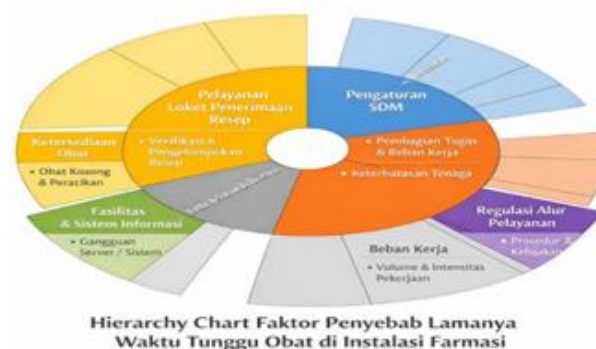 Pelayanan
Loket Penerimaan
Resep
• Verifikasi &
Pengelompokan
Resep
Pengaturan
SDM
• Pembagian Tugas
& Beban Kerja
• Keterbatasan Tenaga
Ketersediaan
Obat
• Obat Kosong
& Peracikan
Fasilitas
& Sistem Informasi
• Gangguan
Server / Sistem
Beban Kerja
• Volume & Intensitas
Pekerjaan
Regulasi Alur
Pelayanan
• Prosedur &
Kebijakan
Hierarchy Chart Faktor Penyebab Lamanya
Waktu Tunggu Obat di Instalasi Farmasi